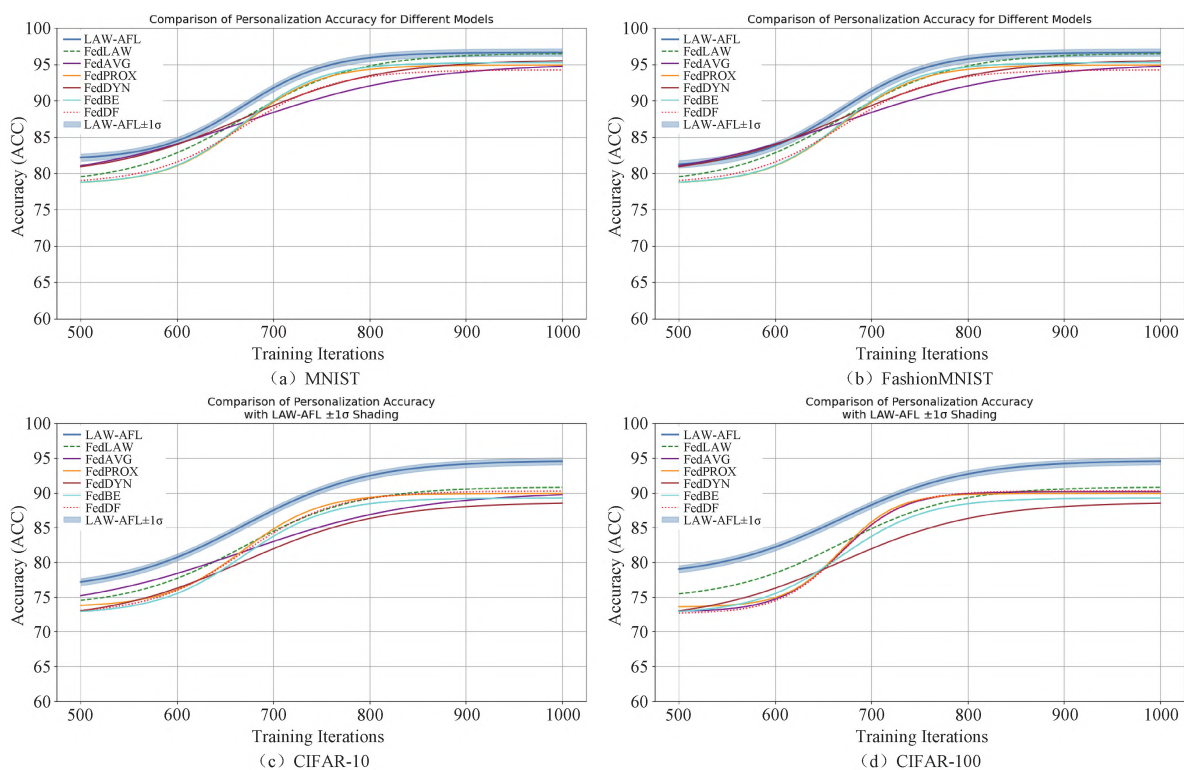 Comparison of Personalization Accuracy for Different Models
LAW-AFL
FedLAW
FedAVG
FedPROX
FedDYN
FedBE
FedDF
LAW-AFL±1σ
100
95
90
85
80
75
70
65
60
Accuracy (ACC)
500 600 700 800 900 1000
Training Iterations
（a）MNIST
Comparison of Personalization Accuracy for Different Models
LAW-AFL
FedLAW
FedAVG
FedPROX
FedDYN
FedBE
FedDF
LAW-AFL±1σ
100
95
90
85
80
75
70
65
60
Accuracy (ACC)
500 600 700 800 900 1000
Training Iterations
（b）FashionMNIST
Comparison of Personalization Accuracy
with LAW-AFL ±1σ Shading
LAW-AFL
FedLAW
FedAVG
FedPROX
FedDYN
FedBE
FedDF
LAW-AFL±1σ
100
95
90
85
80
75
70
65
60
Accuracy (ACC)
500 600 700 800 900 1000
Training Iterations
（c）CIFAR-10
Comparison of Personalization Accuracy
with LAW-AFL ±1σ Shading
LAW-AFL
FedLAW
FedAVG
FedPROX
FedDYN
FedBE
FedDF
LAW-AFL±1σ
100
95
90
85
80
75
70
65
60
Accuracy (ACC)
500 600 700 800 900 1000
Training Iterations
（d）CIFAR-100